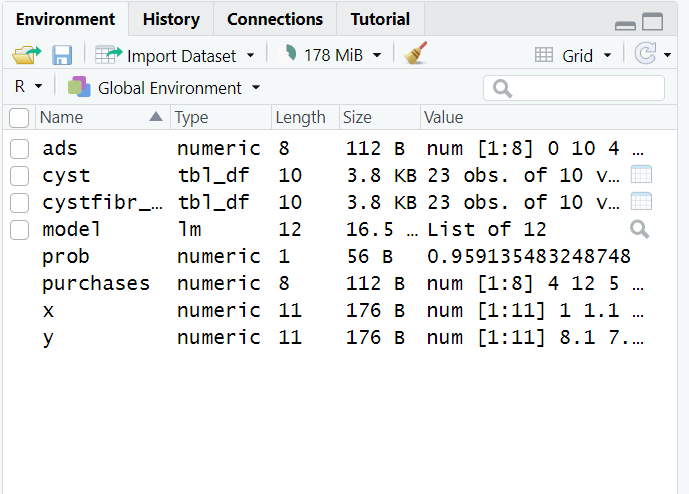 Environment History Connections Tutorial
Import Dataset 178 MiB Grid
R Global Environment
Name Type Length Size Value
ads numeric 8 112 B num [1:8] 0 10 4 …
cyst tbl_df 10 3.8 KB 23 obs. of 10 v…
cystfibr_… tbl_df 10 3.8 KB 23 obs. of 10 v…
model lm 12 16.5 … List of 12
prob numeric 1 56 B 0.959135483248748
purchases numeric 8 112 B num [1:8] 4 12 5 …
x numeric 11 176 B num [1:11] 1 1.1 …
y numeric 11 176 B num [1:11] 8.1 7.…